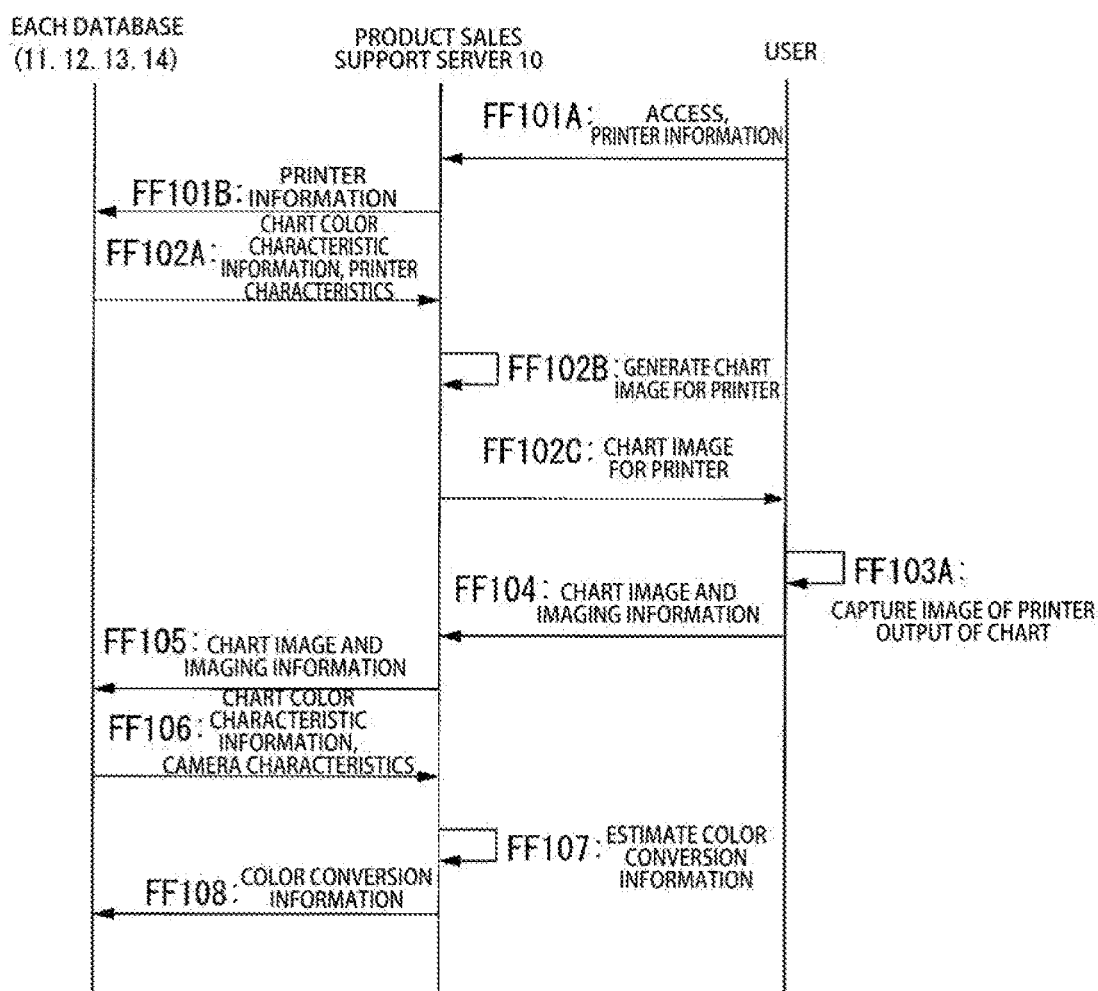 EACH DATABASE
(11. 12. 13. 14)
PRODUCT SALES
SUPPORT SERVER 10
USER
FF101A: ACCESS,
PRINTER INFORMATION
FF101B: PRINTER
INFORMATION
FF102A: CHART COLOR
CHARACTERISTIC
INFORMATION, PRINTER
CHARACTERISTICS
FF102B: GENERATE CHART
IMAGE FOR PRINTER
FF102C: CHART IMAGE
FOR PRINTER
FF103A:
CAPTURE IMAGE OF PRINTER
OUTPUT OF CHART
FF104: CHART IMAGE AND
IMAGING INFORMATION
FF105: CHART IMAGE AND
IMAGING INFORMATION
FF106: CHART COLOR
CHARACTERISTIC
INFORMATION,
CAMERA CHARACTERISTICS
FF107: ESTIMATE COLOR
CONVERSION
INFORMATION
FF108: COLOR CONVERSION
INFORMATION